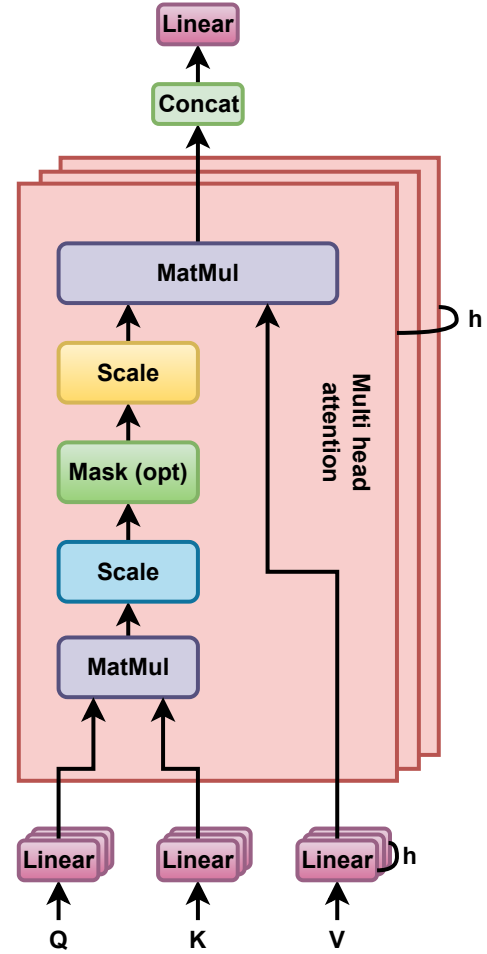 Linear
Concat
MatMul
h
Scale
Multi head
attention
Mask (opt)
Scale
MatMul
Linear
Linear
Linear
h
Q
K
V